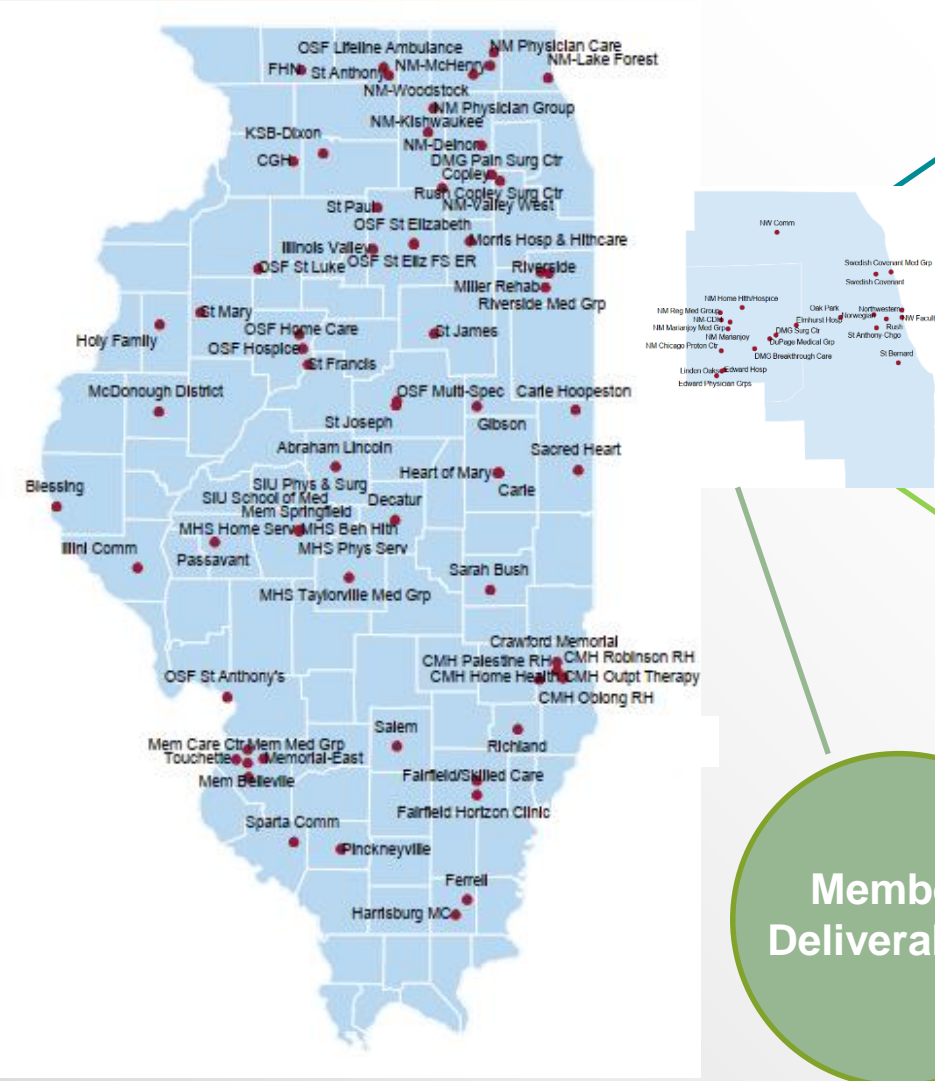 OSF Lifeline Ambulance
NM Physician Care
NM-Lake Forest
FHN
St Anthony
NM-McHenry
NM-Woodstock
NM Physician Group
NM-Kishwaukee
KSB-Dixon
NM-Delnor
CGH
DMG Pain Surg Ctr
Copley
Rush Copley Surg Ctr
NM-Valley West
St Paul
OSF St Elizabeth
Illinois Valley
Morris Hosp & Hlthcare
OSF St Luke
OSF St Eliz FS ER
Riverside
Miller Rehab
Riverside Med Grp
St Mary
Holy Family
OSF Home Care
St James
OSF Hospice
St Francis
McDonough District
OSF Multi-Spec
Carle Hoopeston
St Joseph
Gibson
Abraham Lincoln
Sacred Heart
Heart of Mary
Carle
Blessing
SIU Phys & Surg
SIU School of Med
Decatur
Mem Springfield
MHS Home Serv
MHS Beh Hlth
Illini Comm
Passavant
MHS Phys Serv
Sarah Bush
MHS Taylorville Med Grp
Crawford Memorial
CMH Palestine RH
CMH Robinson RH
OSF St Anthony's
CMH Home Health
CMH Outpt Therapy
CMH Oblong RH
Salem
Mem Care Ctr
Mem Med Grp
Richland
Touchette
Memorial-East
Mem Belleville
Fairfield/Skilled Care
Fairfield Horizon Clinic
Sparta Comm
Pinckneyville
Ferrell
Harrisburg MC
NW Comm
Swedish Covenant Med Grp
Swedish Covenant
NM Home Hlth/Hospice
NM Reg Med Group
NM-CDH
Oak Park
Norwegian
Northwestern
NW Facult
Elmhurst Hosp
Rush
NM Marianjoy Med Grp
NM Marianjoy
DMG Surg Ctr
St Anthony-Chgo
DuPage Medical Grp
NM Chicago Proton Ctr
DMG Breakthrough Care
St Bernard
Linden Oaks
Edward Hosp
Edward Physician Grps
Membe
Deliveral